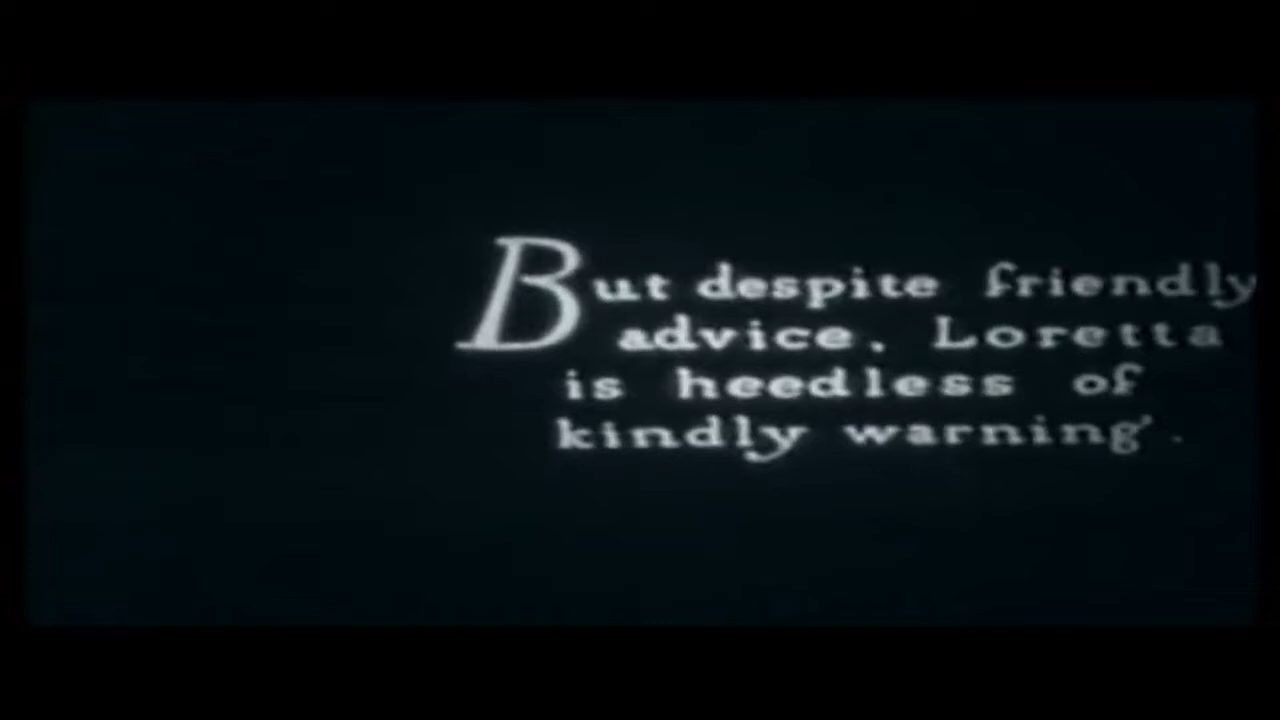 But despite friendly
advice, Loretta
is heedless of
kindly warning.